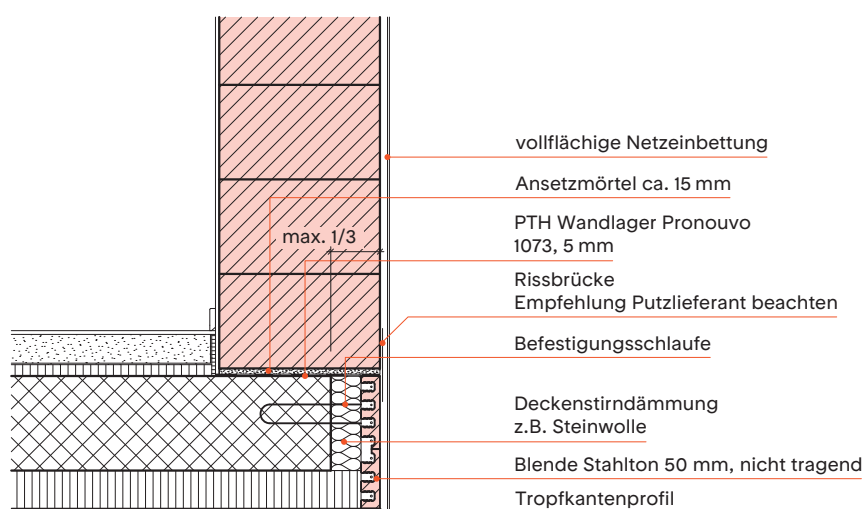 vollflächige Netzeinbettung
Ansetzmörtel ca. 15 mm
max. 1/3
PTH Wandlager Pronouvo
1073, 5 mm
Rissbrücke
Empfehlung Putzlieferant beachten
Befestigungsschlaufe
Deckenstirndämmung
z.B. Steinwolle
Blende Stahlton 50 mm, nicht tragend
Tropfkantenprofil